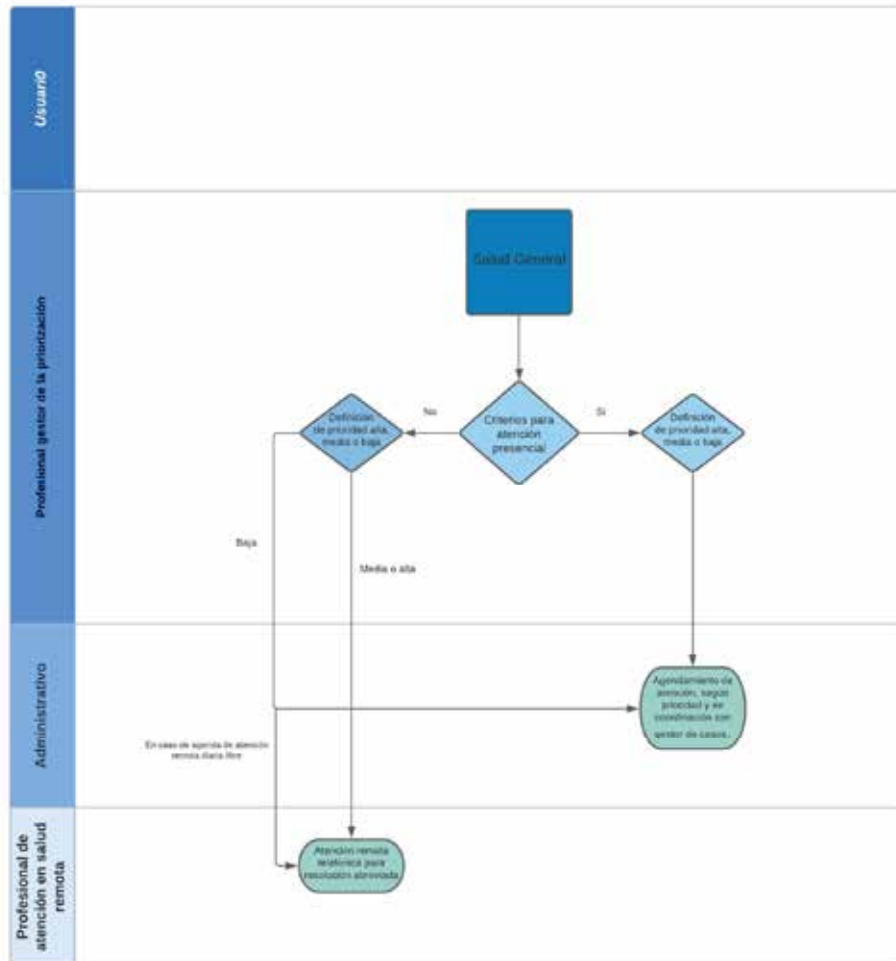 Usuario
Profesional gestor de la priorización
Salud General
Definición
de prioridad alta,
media o baja
No
Criterios para
atención
presencial
Si
Definición
de prioridad alta,
media o baja
Baja
Media o alta
Administrativo
Agendamiento de
atención, según
prioridad y en
coordinación con
gestor de casos.
En caso de agenda de atención
remota diaria libre
Profesional de
atención en salud
remota
Atención remota
telefónica para
resolución abreviada